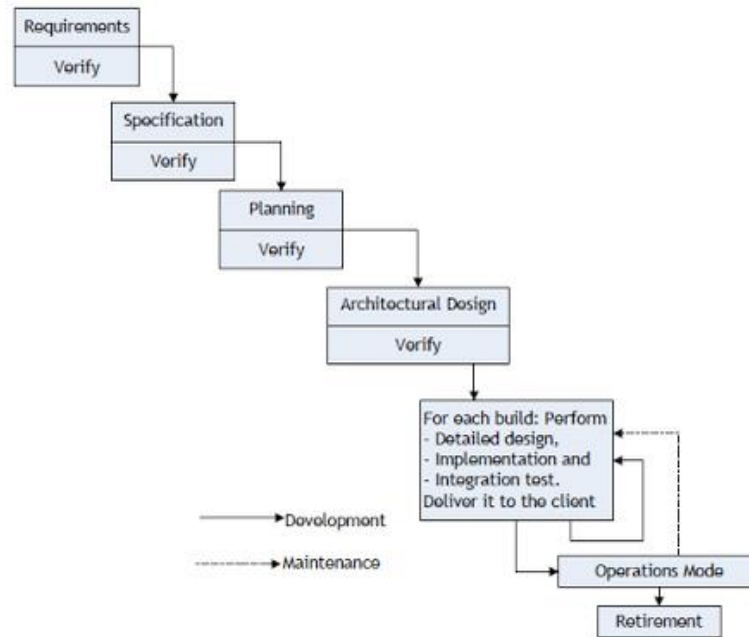 Requirements
Verify
Specification
Verify
Planning
Verify
Architectural Design
Verify
For each build: Perform
- Detailed design,
- Implementation and
- Integration test.
Deliver it to the client
Development
Maintenance
Operations Mode
Retirement